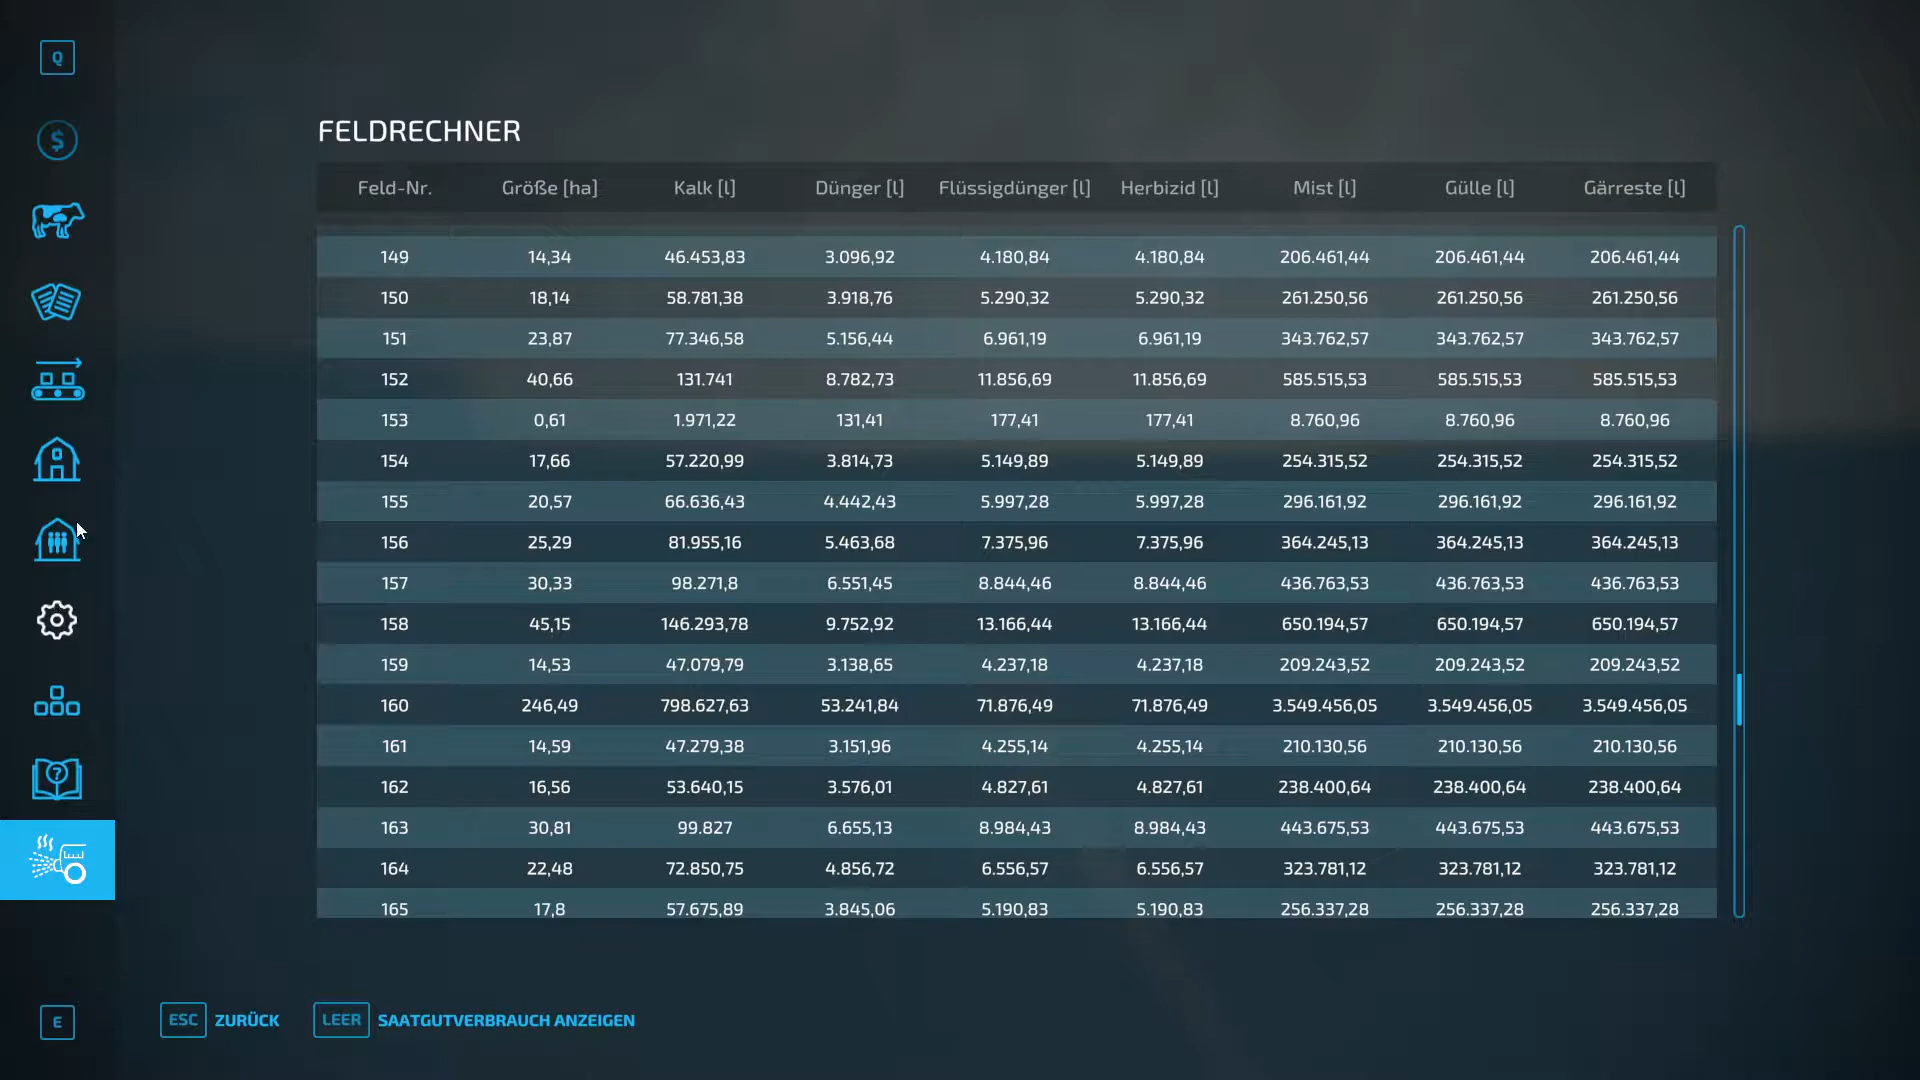 Q
$
FELDRECHNER
Feld-Nr. Größe [ha] Kalk [l] Dünger [l] Flüssigdünger [l] Herbizid [l] Mist [l] Gülle [l] Gärreste [l]
149 14,34 46.453,83 3.096,92 4.180,84 4.180,84 206.461,44 206.461,44 206.461,44
150 18,14 58.781,38 3.918,76 5.290,32 5.290,32 261.250,56 261.250,56 261.250,56
151 23,87 77.346,58 5.156,44 6.961,19 6.961,19 343.762,57 343.762,57 343.762,57
152 40,66 131.741 8.782,73 11.856,69 11.856,69 585.515,53 585.515,53 585.515,53
153 0,61 1.971,22 131,41 177,41 177,41 8.760,96 8.760,96 8.760,96
154 17,66 57.220,99 3.814,73 5.149,89 5.149,89 254.315,52 254.315,52 254.315,52
155 20,57 66.636,43 4.442,43 5.997,28 5.997,28 296.161,92 296.161,92 296.161,92
156 25,29 81.955,16 5.463,68 7.375,96 7.375,96 364.245,13 364.245,13 364.245,13
157 30,33 98.271,8 6.551,45 8.844,46 8.844,46 436.763,53 436.763,53 436.763,53
158 45,15 146.293,78 9.752,92 13.166,44 13.166,44 650.194,57 650.194,57 650.194,57
159 14,53 47.079,79 3.138,65 4.237,18 4.237,18 209.243,52 209.243,52 209.243,52
160 246,49 798.627,63 53.241,84 71.876,49 71.876,49 3.549.456,05 3.549.456,05 3.549.456,05
161 14,59 47.279,38 3.151,96 4.255,14 4.255,14 210.130,56 210.130,56 210.130,56
162 16,56 53.640,15 3.576,01 4.827,61 4.827,61 238.400,64 238.400,64 238.400,64
163 30,81 99.827 6.655,13 8.984,43 8.984,43 443.675,53 443.675,53 443.675,53
164 22,48 72.850,75 4.856,72 6.556,57 6.556,57 323.781,12 323.781,12 323.781,12
165 17,8 57.675,89 3.845,06 5.190,83 5.190,83 256.337,28 256.337,28 256.337,28
?
E ESC ZURÜCK LEER SAATGUTVERBRAUCH ANZEIGEN